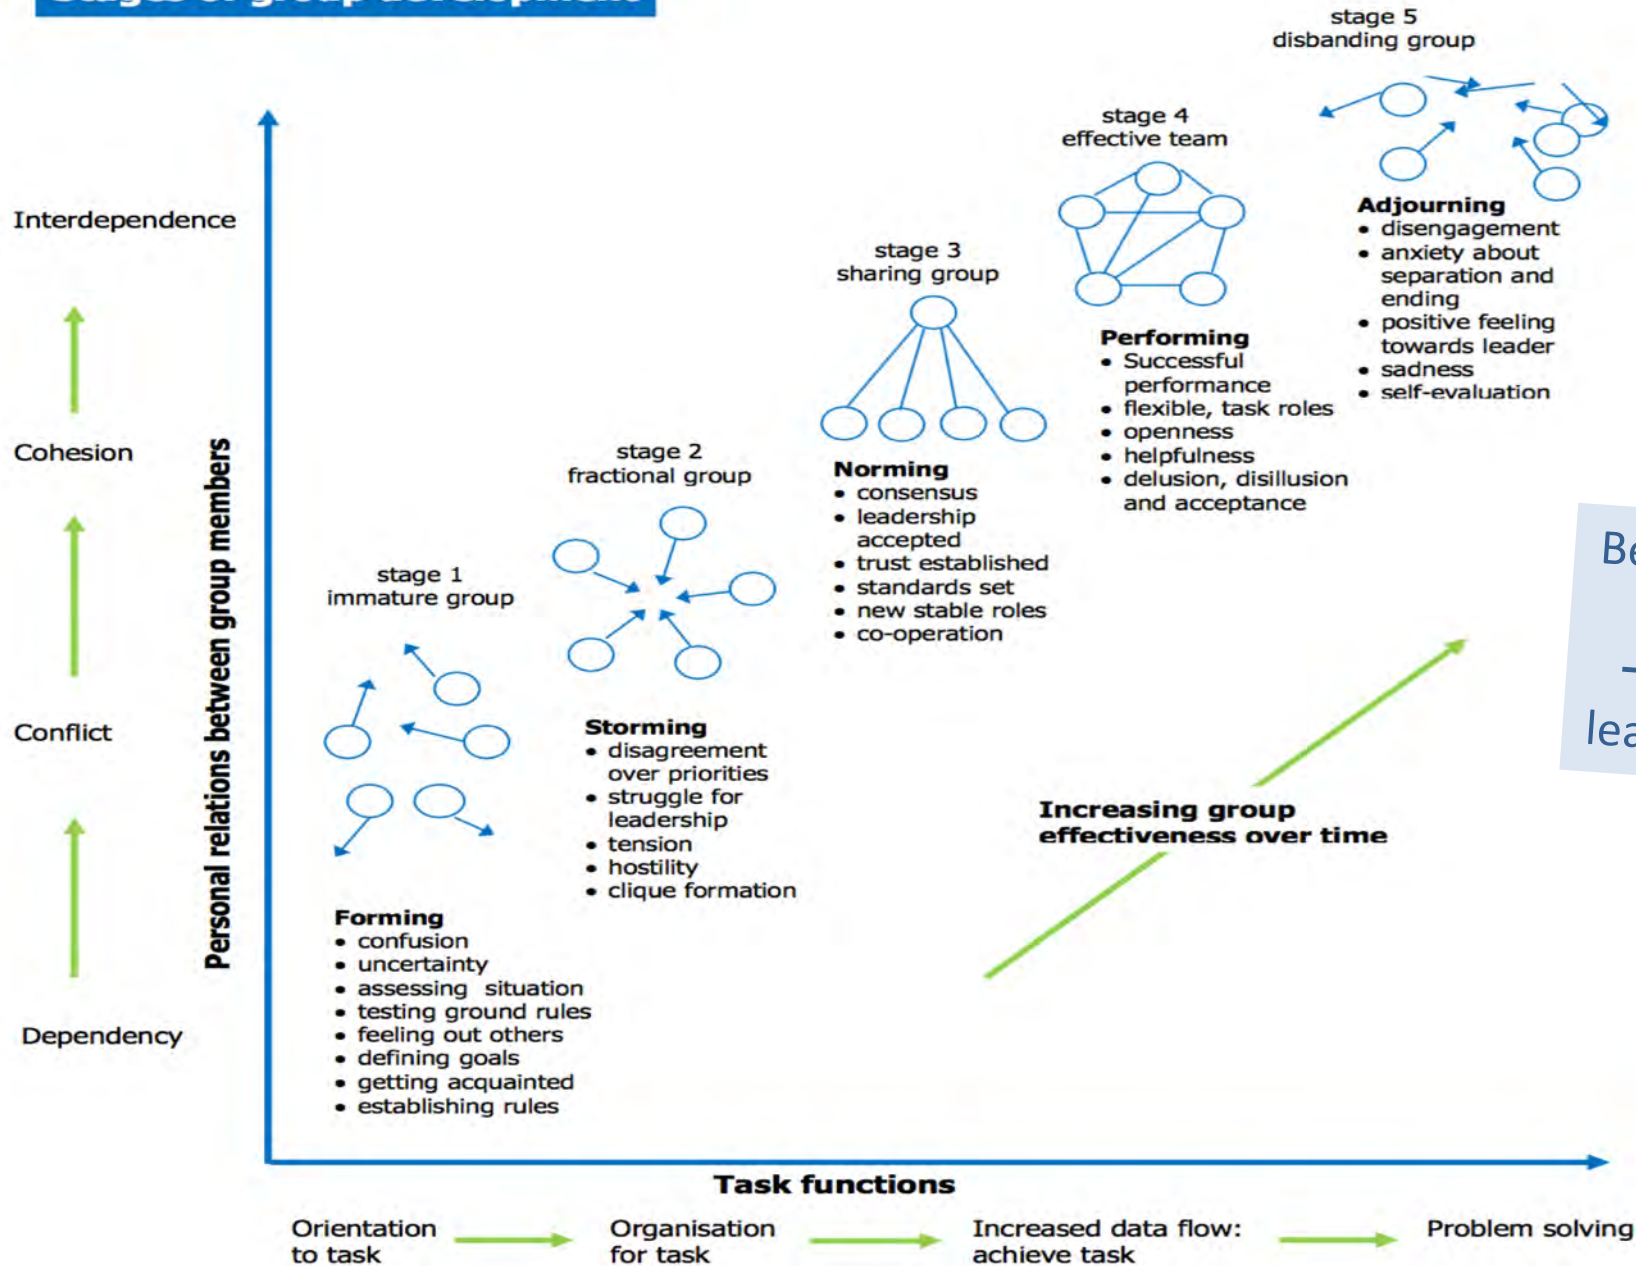 Stages of group development
stage 5
disbanding group
stage 4
effective team
Adjourning
• disengagement
• anxiety about
separation and
ending
• positive feeling
towards leader
• sadness
• self-evaluation
Interdependence
stage 3
sharing group
Performing
• Successful
performance
• flexible, task roles
• openness
• helpfulness
• delusion, disillusion
and acceptance
Cohesion
stage 2
fractional group
Norming
• consensus
• leadership
accepted
• trust established
• standards set
• new stable roles
• co-operation
Personal relations between group members
stage 1
immature group
Conflict
Storming
• disagreement
over priorities
• struggle for
leadership
• tension
• hostility
• clique formation
Increasing group
effectiveness over time
Forming
• confusion
• uncertainty
• assessing situation
• testing ground rules
• feeling out others
• defining goals
• getting acquainted
• establishing rules
Dependency
Task functions
Orientation
to task
Organisation
for task
Increased data flow:
achieve task
Problem solving